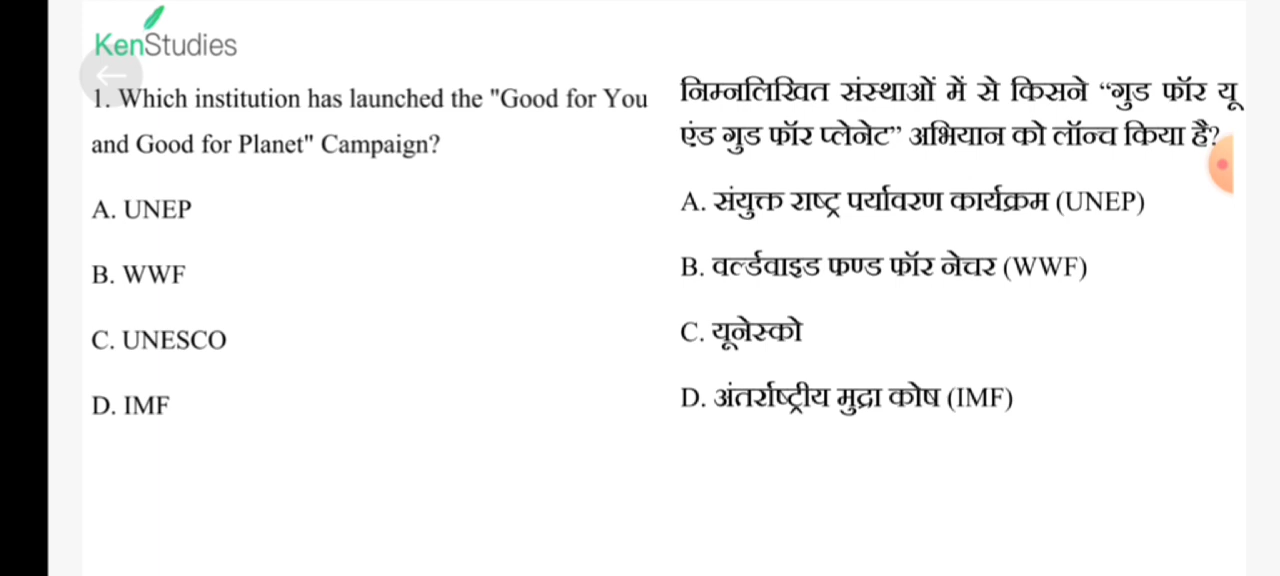 KenStudies
1. Which institution has launched the "Good for You
and Good for Planet" Campaign?
A. UNEP
B. WWF
C. UNESCO
D. IMF
निम्नलिखित संस्थाओं में से किसने “गुड फॉर यू
एंड गुड फॉर प्लेनेट” अभियान को लॉन्च किया है?
A. संयुक्त राष्ट्र पर्यावरण कार्यक्रम (UNEP)
B. वर्ल्डवाइड फण्ड फॉर नेचर (WWF)
C. यूनेस्को
D. अंतर्राष्ट्रीय मुद्रा कोष (IMF)